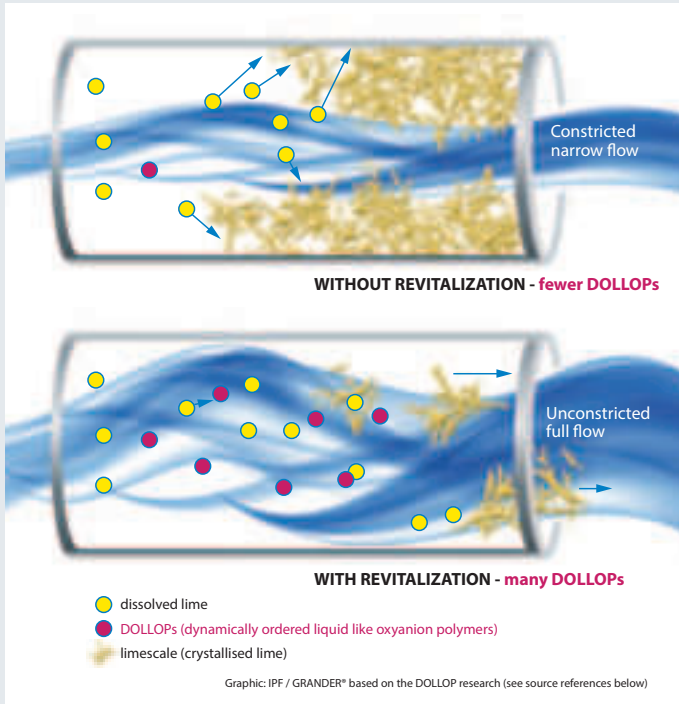 Constricted
narrow flow
WITHOUT REVITALIZATION - fewer DOLLOPs
Unconstricted
full flow
WITH REVITALIZATION - many DOLLOPs
dissolved lime
DOLLOPs (dynamically ordered liquid like oxyanion polymers)
limescale (crystallised lime)
Graphic: IPF / GRANDER® based on the DOLLOP research (see source references below)